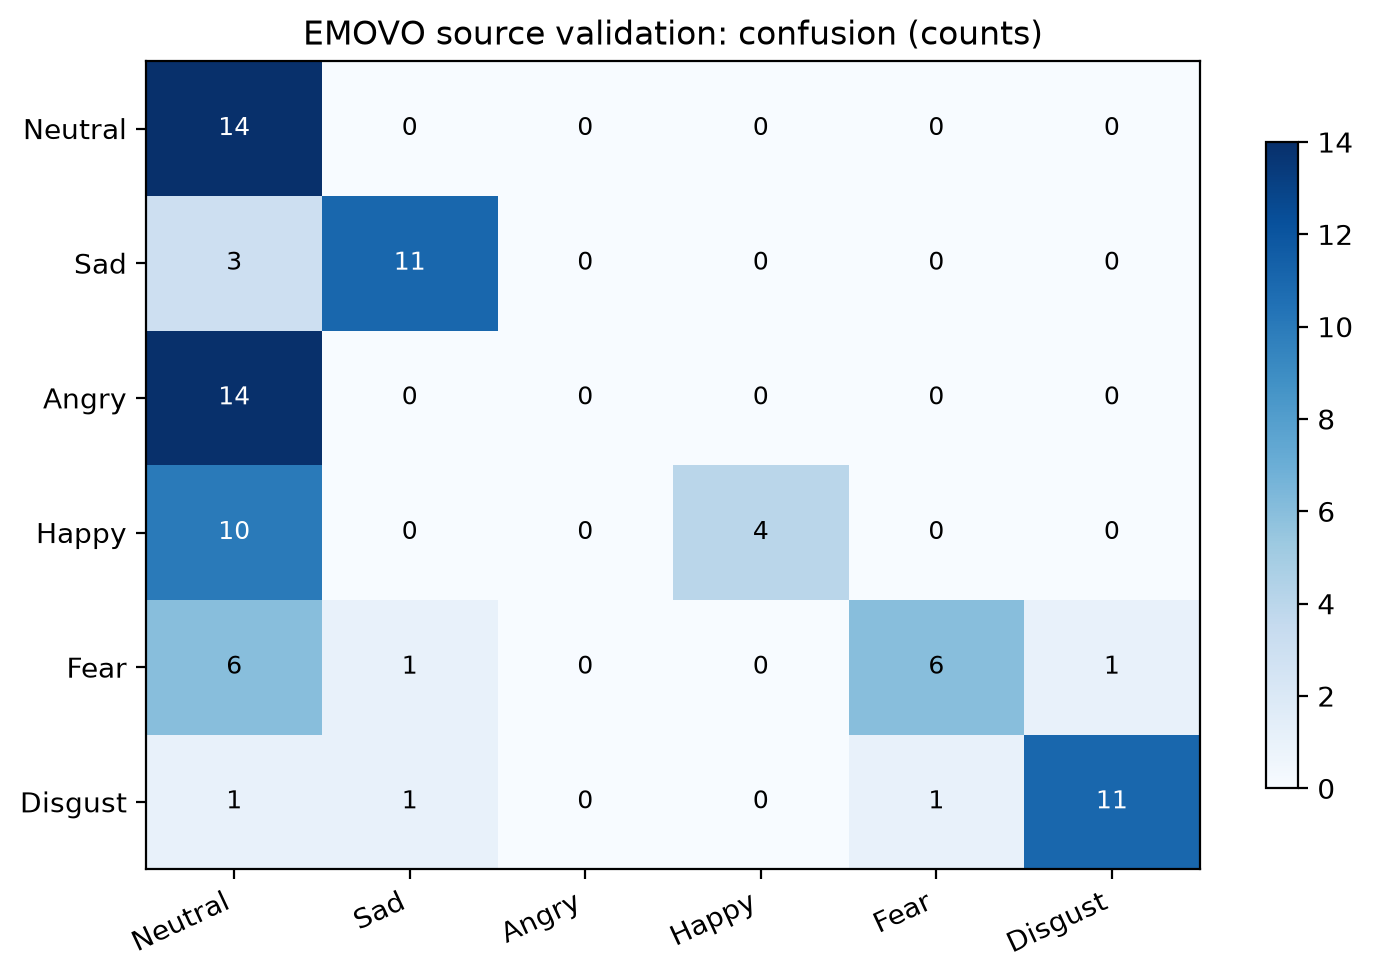 EMOVO source validation: confusion (counts)
Neutral 14 0 0 0 0 0
Sad 3 11 0 0 0 0
Angry 14 0 0 0 0 0
Happy 10 0 0 4 0 0
Fear 6 1 0 0 6 1
Disgust 1 1 0 0 1 11
Neutral Sad Angry Happy Fear Disgust
14
12
10
8
6
4
2
0